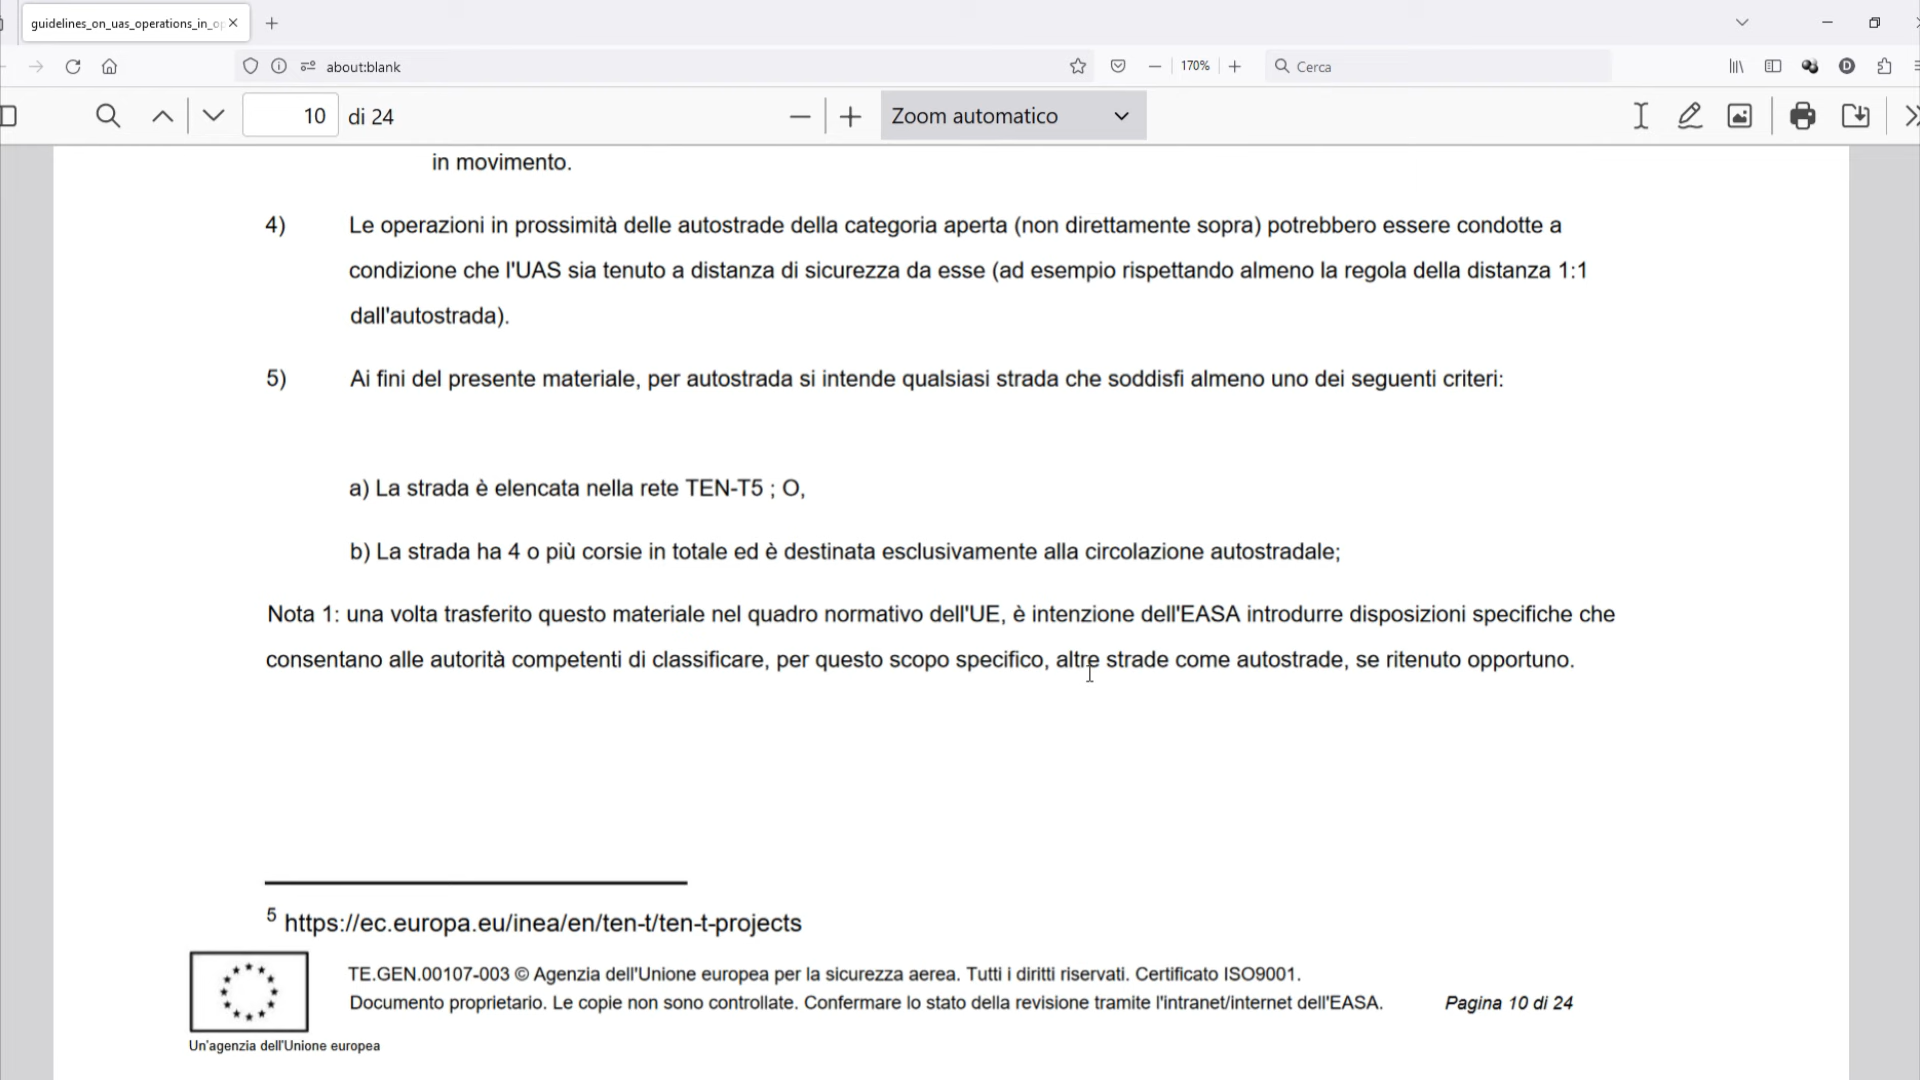 guidelines_on_uas_operations_in_o
about:blank
170%
Cerca
10 di 24
Zoom automatico
in movimento.
4) Le operazioni in prossimità delle autostrade della categoria aperta (non direttamente sopra) potrebbero essere condotte a
condizione che l'UAS sia tenuto a distanza di sicurezza da esse (ad esempio rispettando almeno la regola della distanza 1:1
dall'autostrada).
5) Ai fini del presente materiale, per autostrada si intende qualsiasi strada che soddisfi almeno uno dei seguenti criteri:
a) La strada è elencata nella rete TEN-T5 ; O,
b) La strada ha 4 o più corsie in totale ed è destinata esclusivamente alla circolazione autostradale;
Nota 1: una volta trasferito questo materiale nel quadro normativo dell'UE, è intenzione dell'EASA introdurre disposizioni specifiche che
consentano alle autorità competenti di classificare, per questo scopo specifico, altre strade come autostrade, se ritenuto opportuno.
5 https://ec.europa.eu/inea/en/ten-t/ten-t-projects
TE.GEN.00107-003 © Agenzia dell'Unione europea per la sicurezza aerea. Tutti i diritti riservati. Certificato ISO9001.
Documento proprietario. Le copie non sono controllate. Confermare lo stato della revisione tramite l'intranet/internet dell'EASA. Pagina 10 di 24
Un'agenzia dell'Unione europea